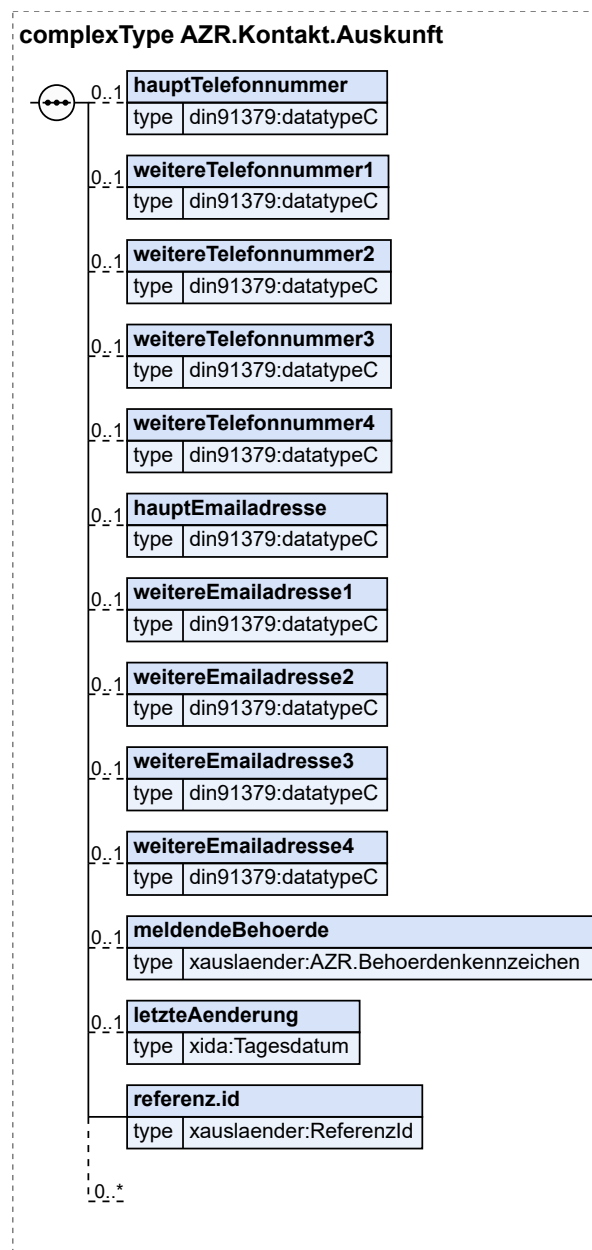 complexType AZR.Kontakt.Auskunft
0..1 hauptTelefonnummer
type din91379:datatypeC
0..1 weitereTelefonnummer1
type din91379:datatypeC
0..1 weitereTelefonnummer2
type din91379:datatypeC
0..1 weitereTelefonnummer3
type din91379:datatypeC
0..1 weitereTelefonnummer4
type din91379:datatypeC
0..1 hauptEmailadresse
type din91379:datatypeC
0..1 weitereEmailadresse1
type din91379:datatypeC
0..1 weitereEmailadresse2
type din91379:datatypeC
0..1 weitereEmailadresse3
type din91379:datatypeC
0..1 weitereEmailadresse4
type din91379:datatypeC
0..1 meldendeBehoerde
type xauslaender:AZR.Behoerdenkennzeichen
0..1 letzteAenderung
type xida:Tagesdatum
referenz.id
type xauslaender:ReferenzId
0..*